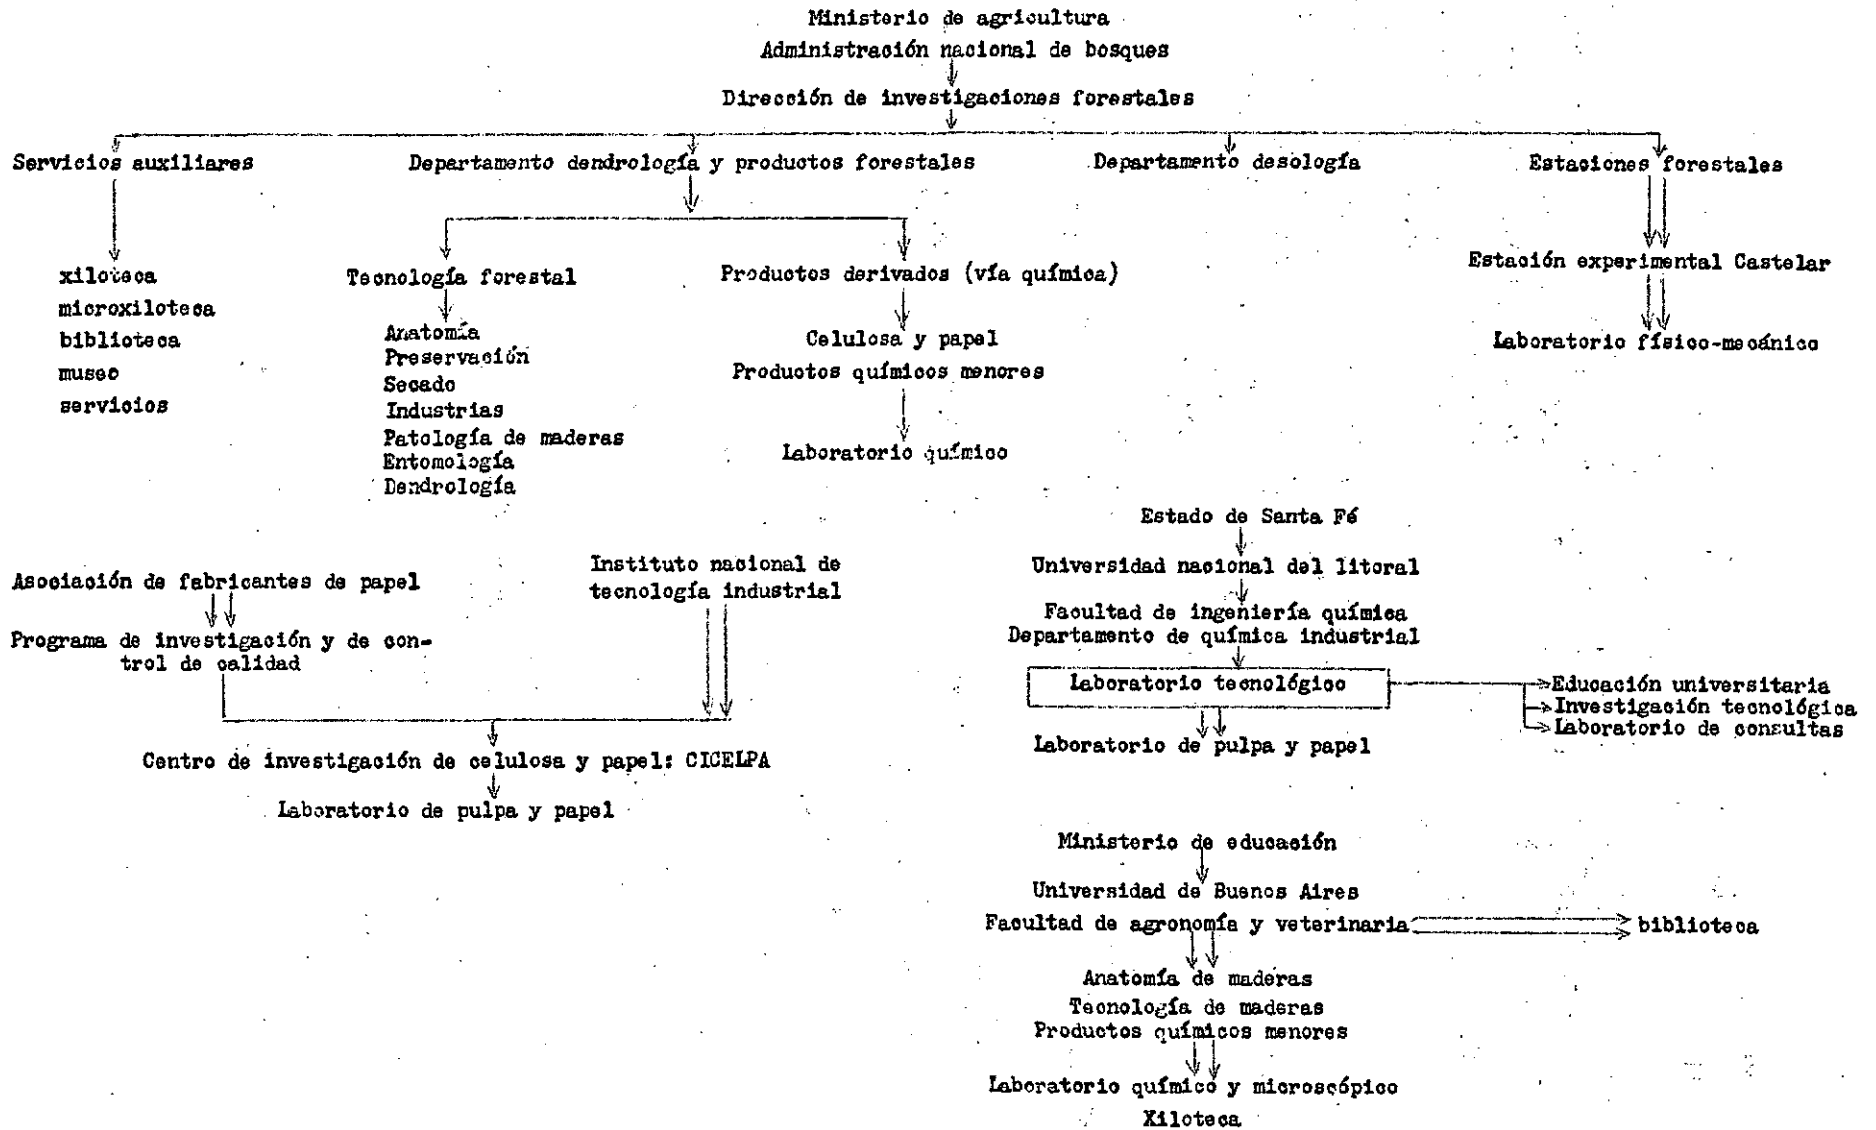 Ministerio de agricultura
Administración nacional de bosques
Dirección de investigaciones forestales
Servicios auxiliares
Departamento dendrología y productos forestales
Departamento desología
Estaciones forestales
xiloteca
microxiloteca
biblioteca
museo
servicios
Tecnología forestal
Anatomía
Preservación
Secado
Industrias
Patología de maderas
Entomología
Dendrología
Productos derivados (vía química)
Celulosa y papel
Productos químicos menores
Laboratorio químico
Estación experimental Castelar
Laboratorio físico-mecánico
Asociación de fabricantes de papel
Programa de investigación y de con-
trol de calidad
Instituto nacional de
tecnología industrial
Centro de investigación de celulosa y papel: CICELPA
Laboratorio de pulpa y papel
Estado de Santa Fé
Universidad nacional del litoral
Facultad de ingeniería química
Departamento de química industrial
Laboratorio tecnológico
Educación universitaria
Investigación tecnológica
Laboratorio de consultas
Laboratorio de pulpa y papel
Ministerio de educación
Universidad de Buenos Aires
Facultad de agronomía y veterinaria
biblioteca
Anatomía de maderas
Tecnología de maderas
Productos químicos menores
Laboratorio químico y microscópico
Xiloteca